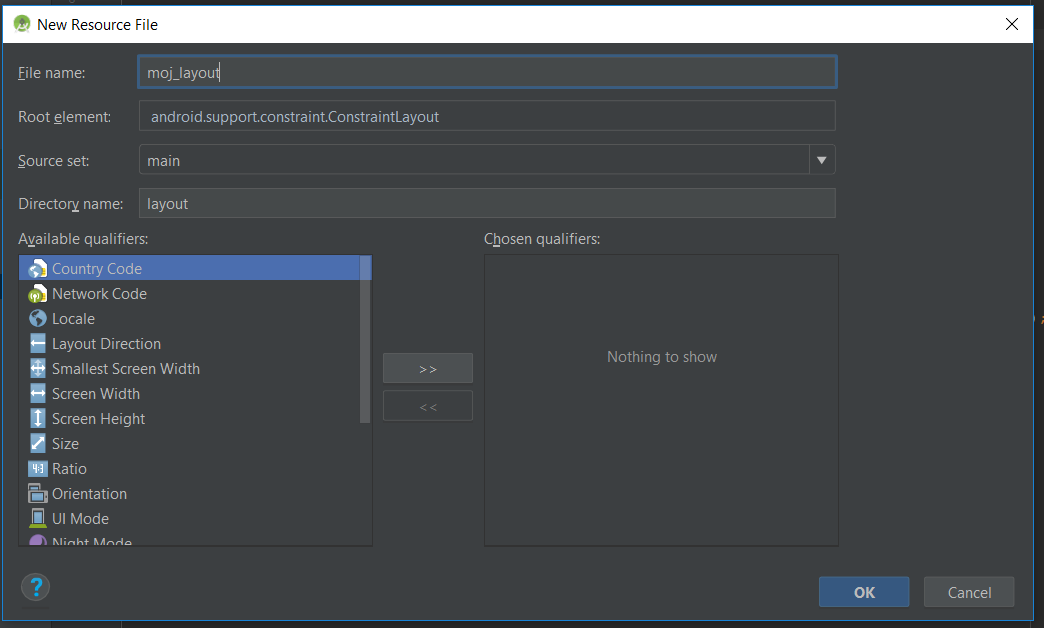 New Resource File
File name: moj_layout
Root element: android.support.constraint.ConstraintLayout
Source set: main
Directory name: layout
Available qualifiers:
Chosen qualifiers:
Country Code
Network Code
Locale
Layout Direction
Smallest Screen Width
Screen Width
Screen Height
Size
Ratio
Orientation
UI Mode
Night Mode
>>
<<
Nothing to show
?
OK
Cancel